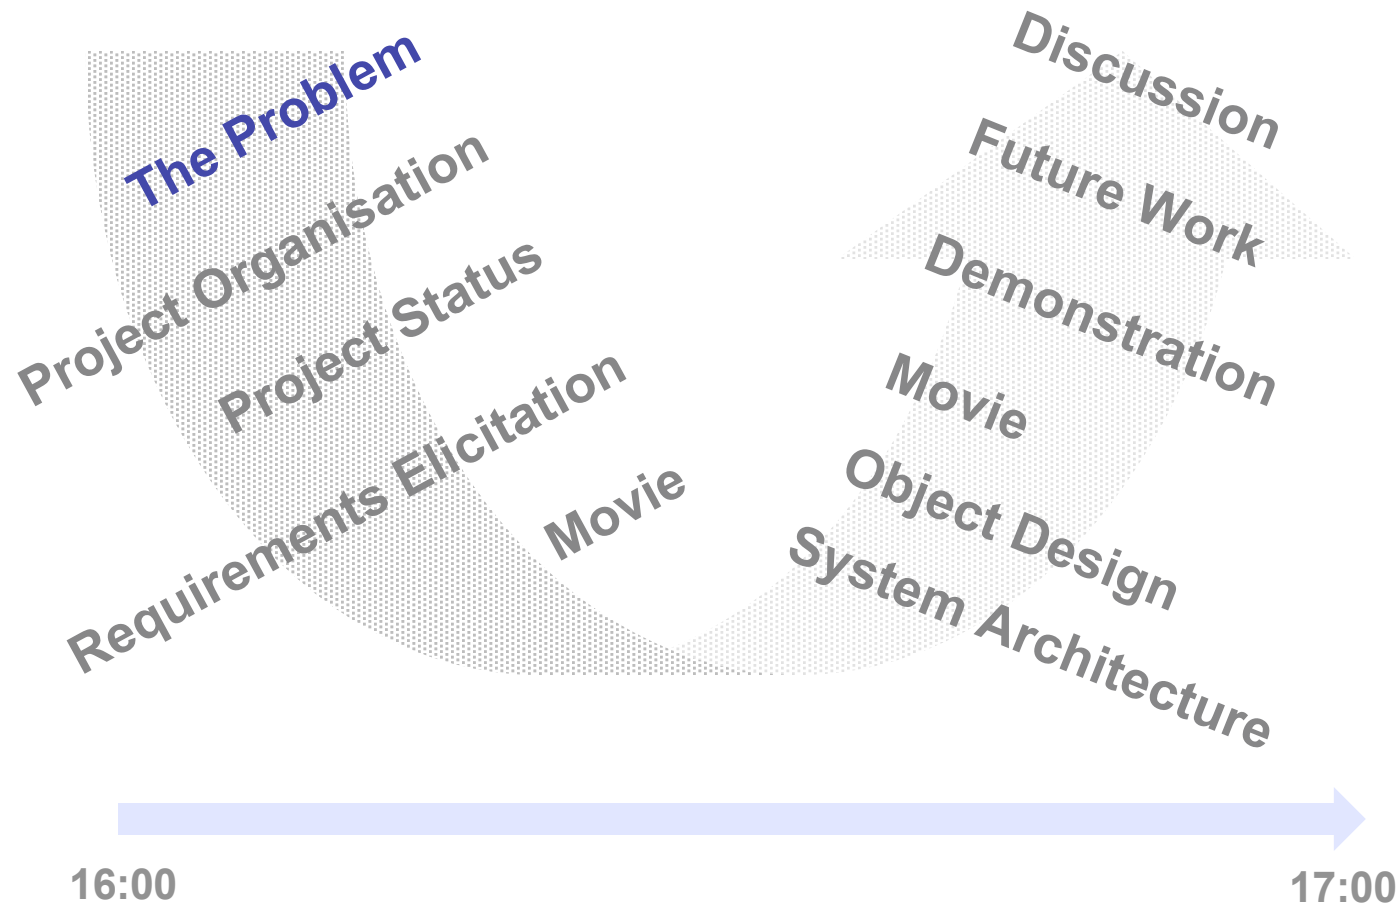 The Problem
Project Organisation
Project Status
Requirements Elicitation
Movie
Discussion
Future Work
Demonstration
Movie
Object Design
System Architecture
16:00
17:00